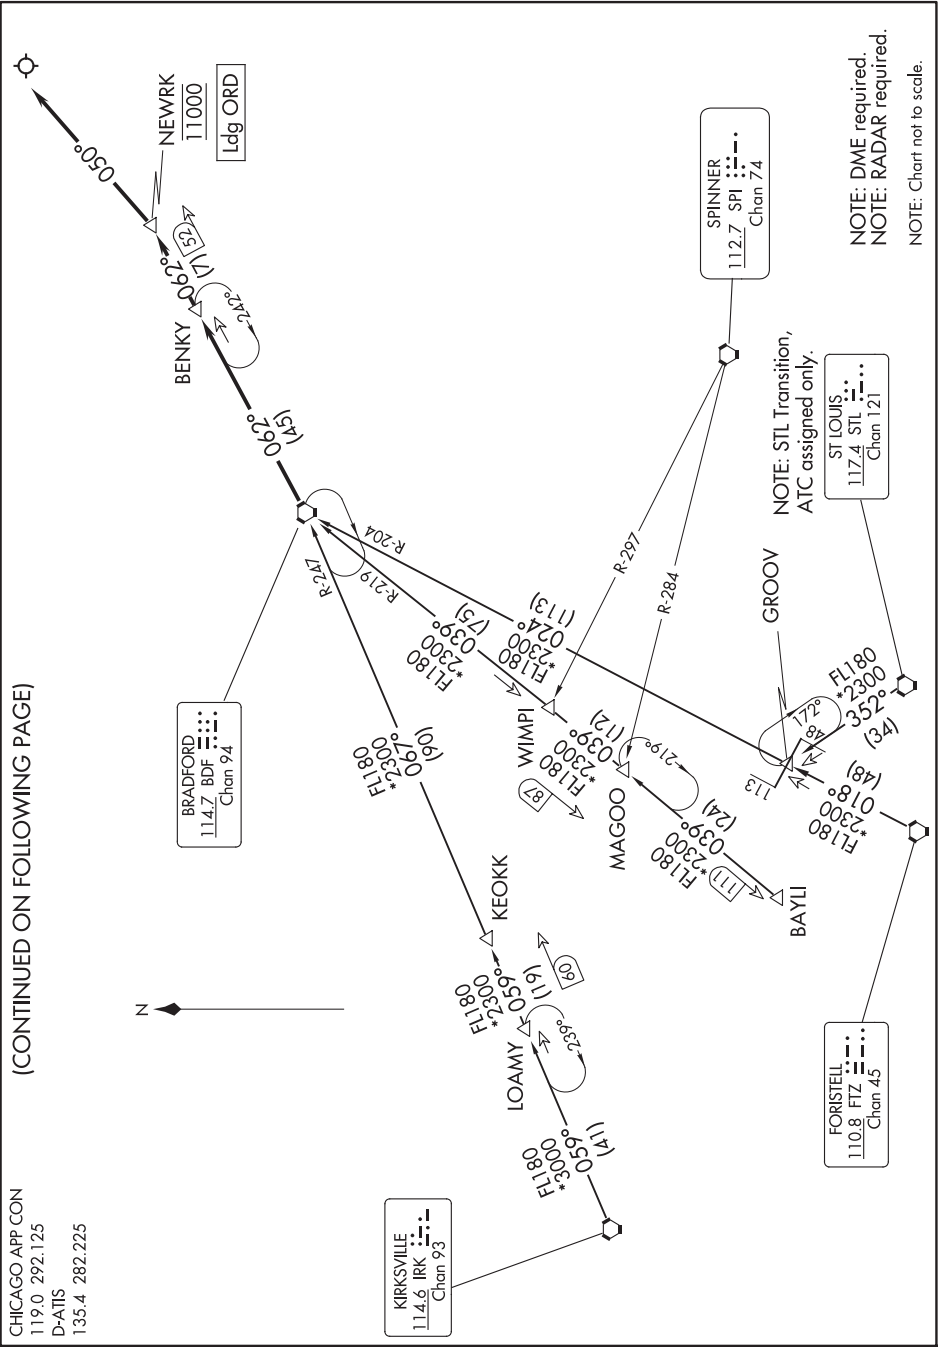 (CONTINUED ON FOLLOWING PAGE)
CHICAGO APP CON
119.0 292.125
D-ATIS
135.4 282.225
N
050°
NEWRK
11000
Ldg ORD
062°
(7)
52
BENKY
242°
062°
(45)
BRADFORD
114.7 BDF
Chan 94
R-247
R-219
R-204
SPINNER
112.7 SPI
Chan 74
R-297
R-284
FL180
*2300
067°
(90)
KEOKK
FL180
*2300
059°
(19)
60
LOAMY
239°
FL180
*3000
059°
(41)
KIRKSVILLE
114.6 IRK
Chan 93
FL180
*2300
039°
(75)
WIMPI
FL180
*2300
039°
(12)
87
MAGOO
219°
FL180
*2300
039°
(24)
111
BAYLI
FL180
*2300
024°
(113)
GROOV
172°
48
113
FL180
*2300
352°
(34)
FL180
*2300
018°
(48)
FORISTELL
110.8 FTZ
Chan 45
ST LOUIS
117.4 STL
Chan 121
NOTE: STL Transition,
ATC assigned only.
NOTE: DME required.
NOTE: RADAR required.
NOTE: Chart not to scale.